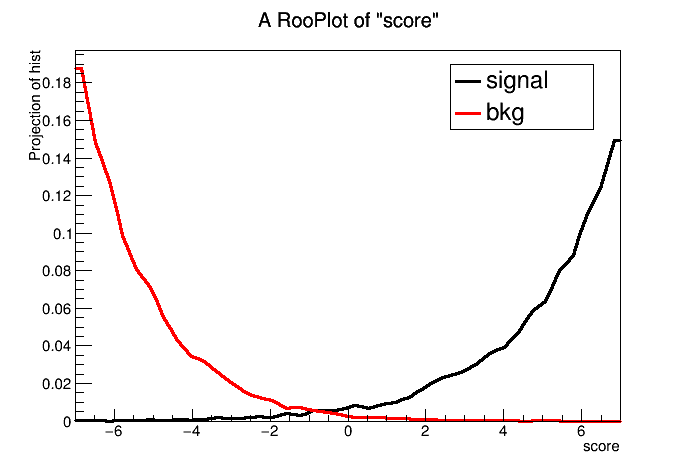 A RooPlot of "score"
Projection of hist
signal
bkg
0.18
0.16
0.14
0.12
0.1
0.08
0.06
0.04
0.02
0
−6 −4 −2 0 2 4 6
score